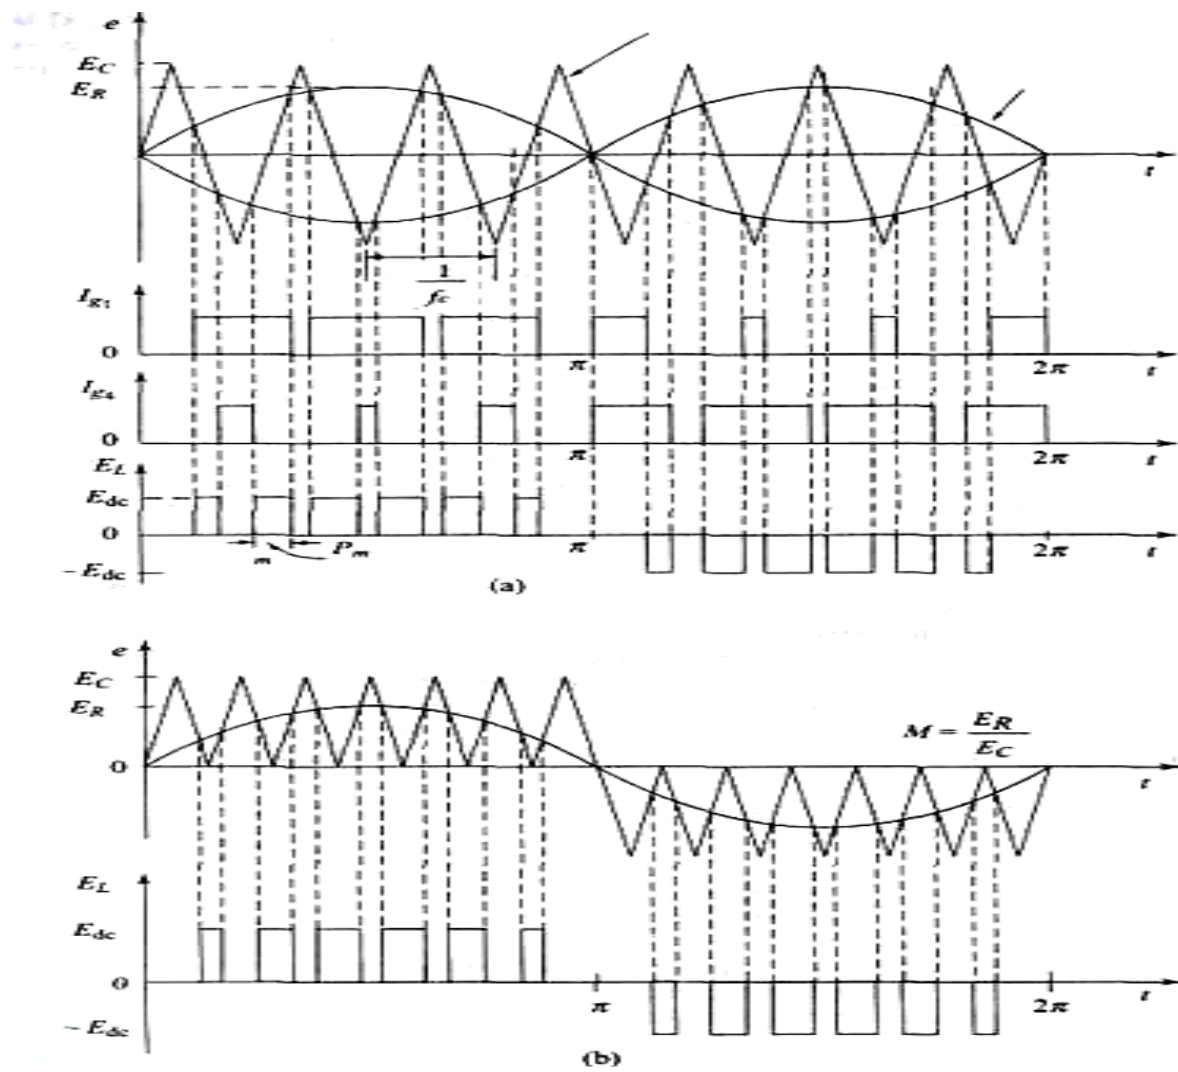 e
E_C
E_R
t
1/f_c
I_g1
0
π
2π
t
I_g4
0
π
2π
t
E_L
E_dc
0
m
P_m
π
2π
t
-E_dc
(a)
e
E_C
E_R
M = E_R/E_C
0
t
E_L
E_dc
0
π
2π
t
-E_dc
(b)